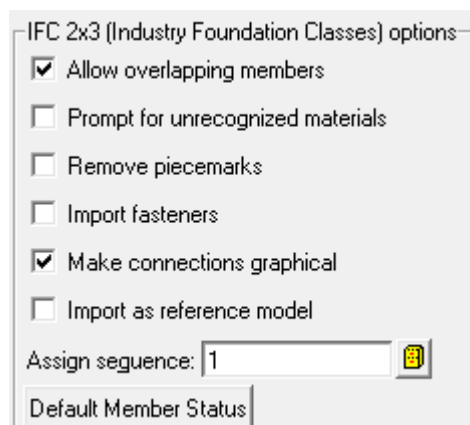 IFC 2x3 (Industry Foundation Classes) options
Allow overlapping members
Prompt for unrecognized materials
Remove piecemarks
Import fasteners
Make connections graphical
Import as reference model
Assign seguence: 1
Default Member Status